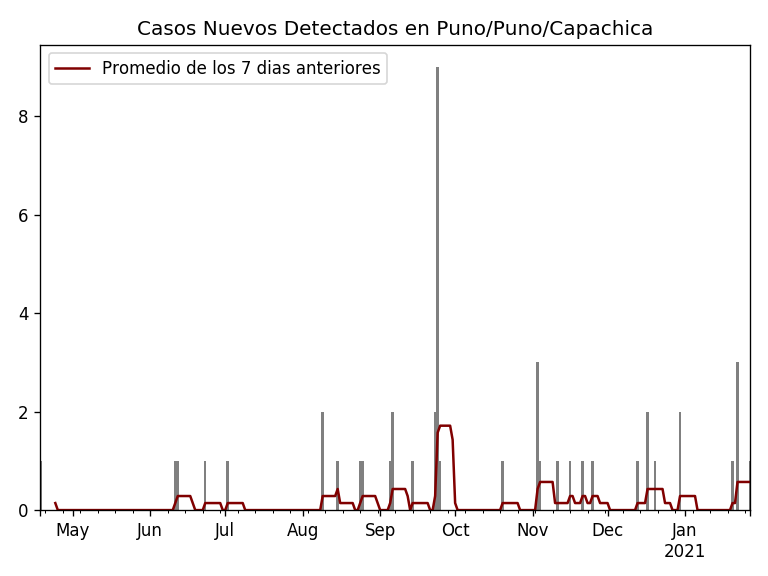 Casos Nuevos Detectados en Puno/Puno/Capachica
Promedio de los 7 dias anteriores
8
6
4
2
0
May Jun Jul Aug Sep Oct Nov Dec Jan
2021